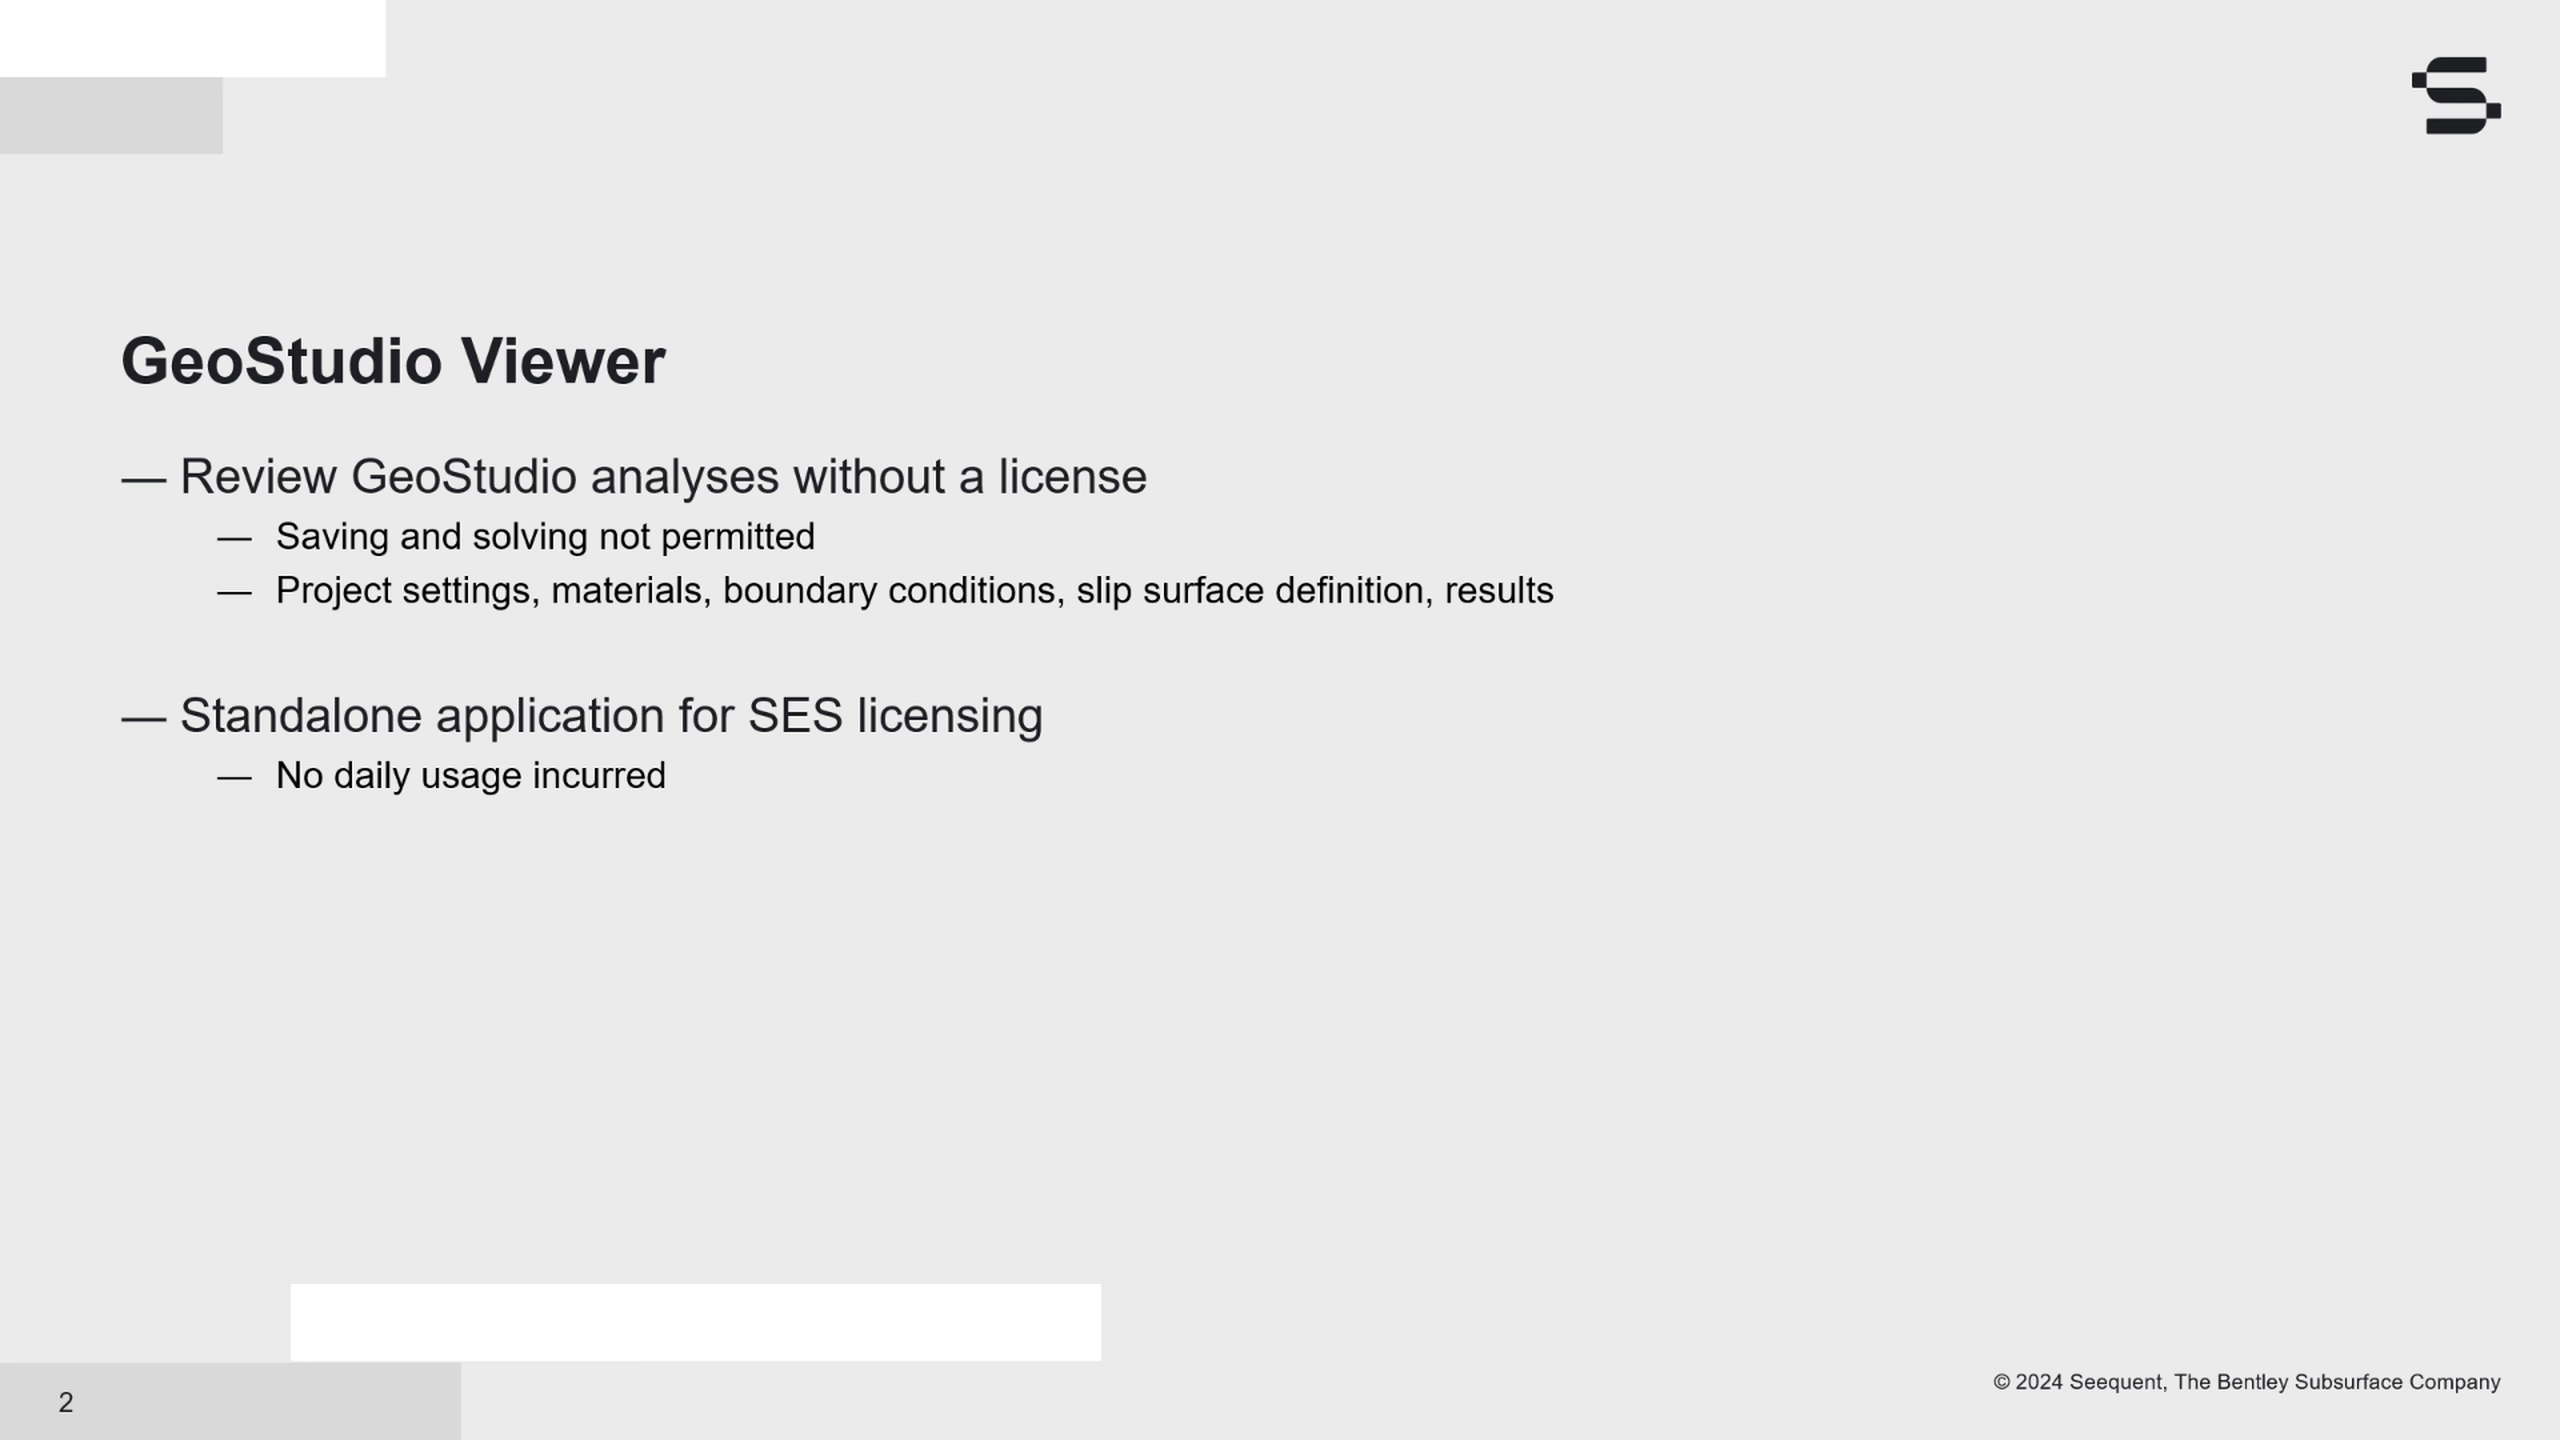 GeoStudio Viewer
— Review GeoStudio analyses without a license
— Saving and solving not permitted
— Project settings, materials, boundary conditions, slip surface definition, results
— Standalone application for SES licensing
— No daily usage incurred
2
© 2024 Seequent, The Bentley Subsurface Company